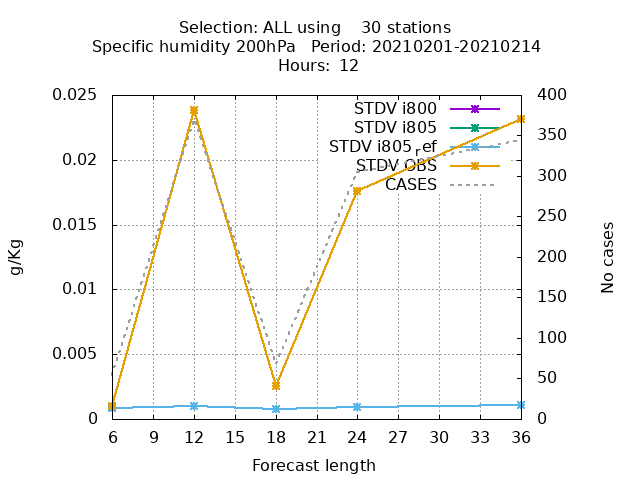 Selection: ALL using    30 stations
Specific humidity 200hPa   Period: 20210201-20210214
Hours:  12
0.025
0.02
0.015
0.01
0.005
0
400
350
300
250
200
150
100
50
0
STDV i800
STDV i805
STDV i805_ref
STDV OBS
CASES
g/Kg
No cases
6 9 12 15 18 21 24 27 30 33 36
Forecast length